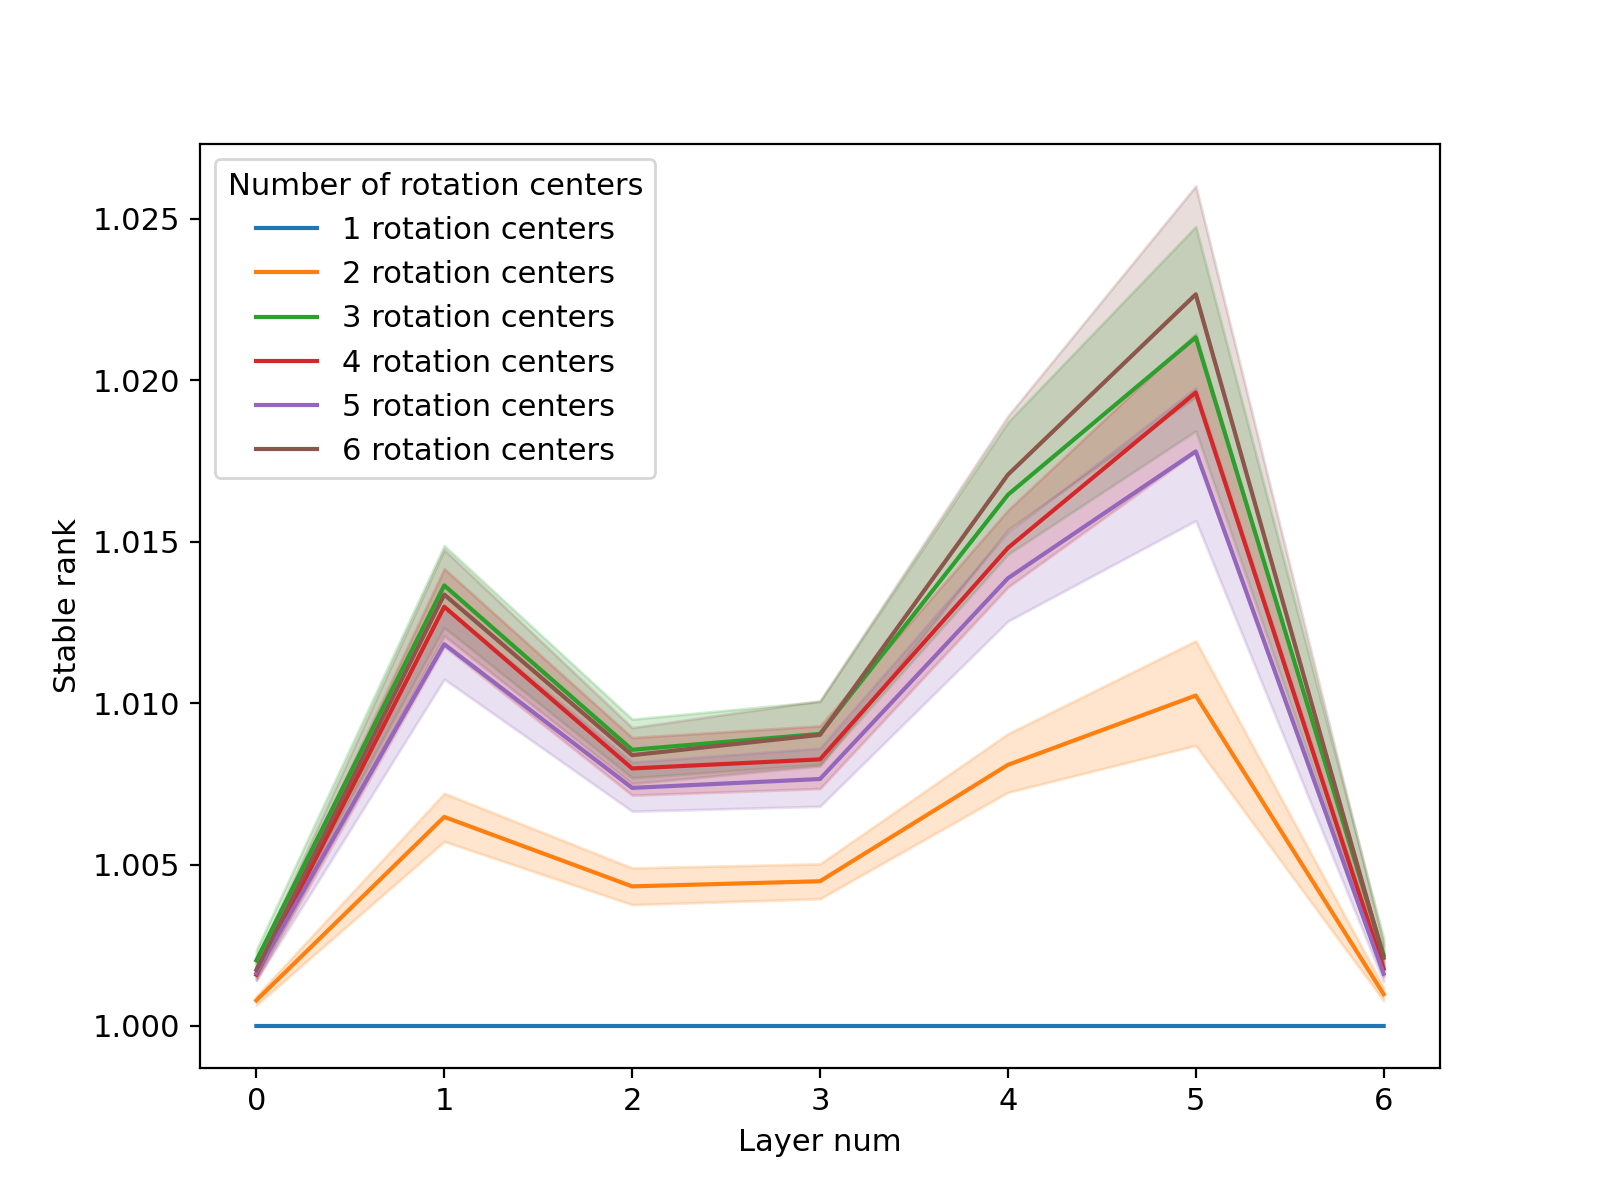 Number of rotation centers
1 rotation centers
2 rotation centers
3 rotation centers
4 rotation centers
5 rotation centers
6 rotation centers
1.025
1.020
1.015
1.010
1.005
1.000
Stable rank
0 1 2 3 4 5 6
Layer num